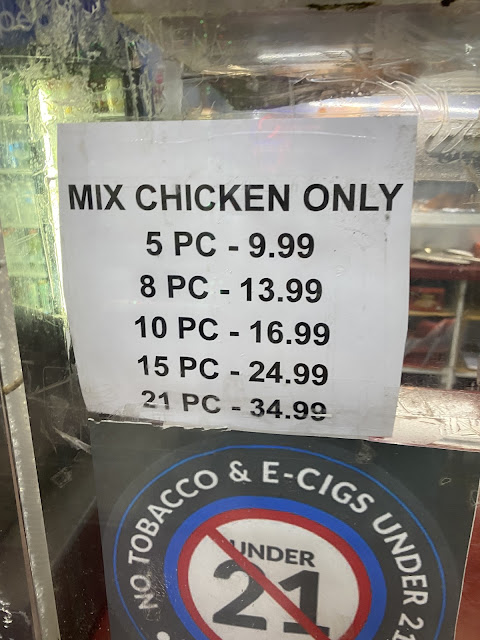 MIX CHICKEN ONLY
5 PC - 9.99
8 PC - 13.99
10 PC - 16.99
15 PC - 24.99
21 PC - 34.99
NO TOBACCO & E-CIGS UNDER
UNDER
21